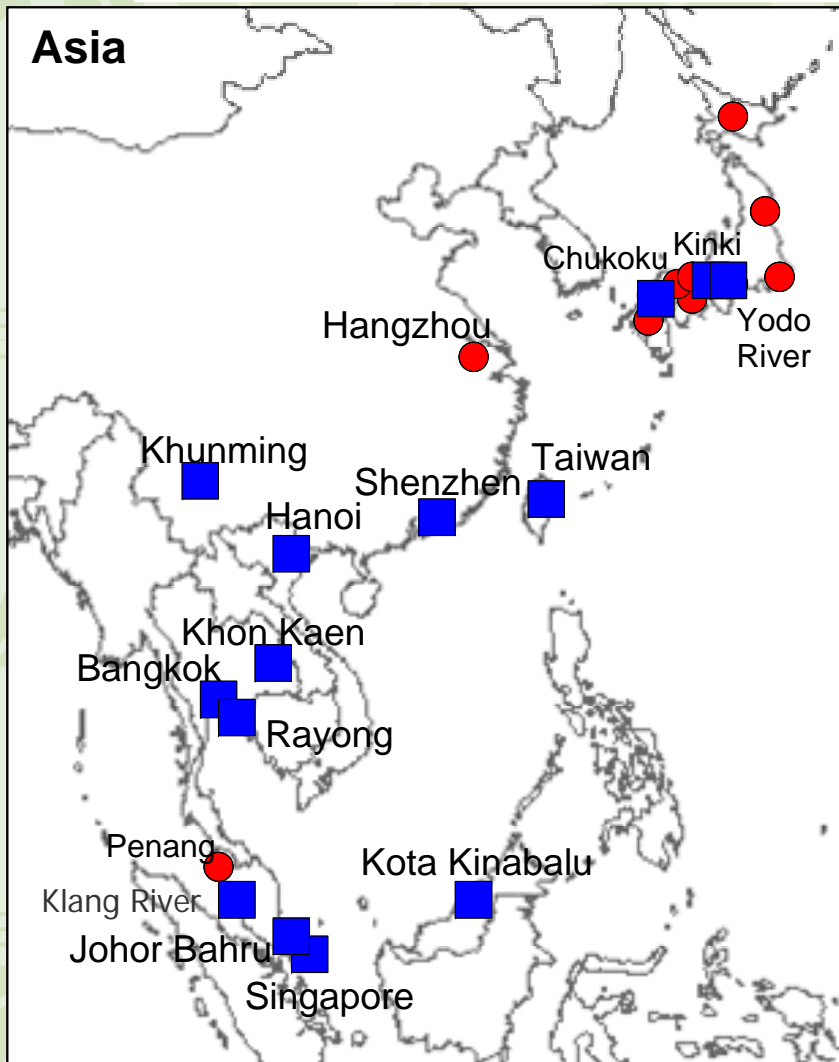 Asia
Kinki
Chukoku
Yodo
River
Hangzhou
Khunming
Taiwan
Shenzhen
Hanoi
Khon Kaen
Bangkok
Rayong
Penang
Kota Kinabalu
Klang River
Johor Bahru
Singapore